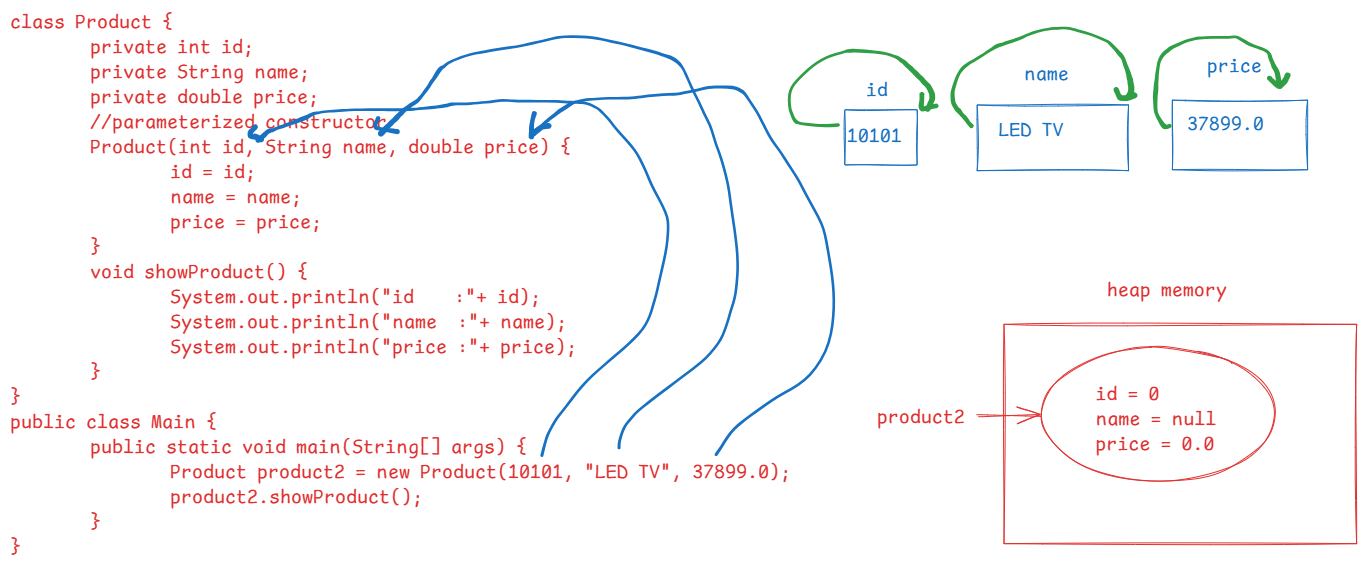 class Product {
private int id;
private String name;
private double price;
//parameterized constructor
Product(int id, String name, double price) {
id = id;
name = name;
price = price;
}
void showProduct() {
System.out.println("id    :"+ id);
System.out.println("name  :"+ name);
System.out.println("price :"+ price);
}
}
public class Main {
public static void main(String[] args) {
Product product2 = new Product(10101, "LED TV", 37899.0);
product2.showProduct();
}
}
id
10101
name
LED TV
price
37899.0
heap memory
product2
id = 0
name = null
price = 0.0